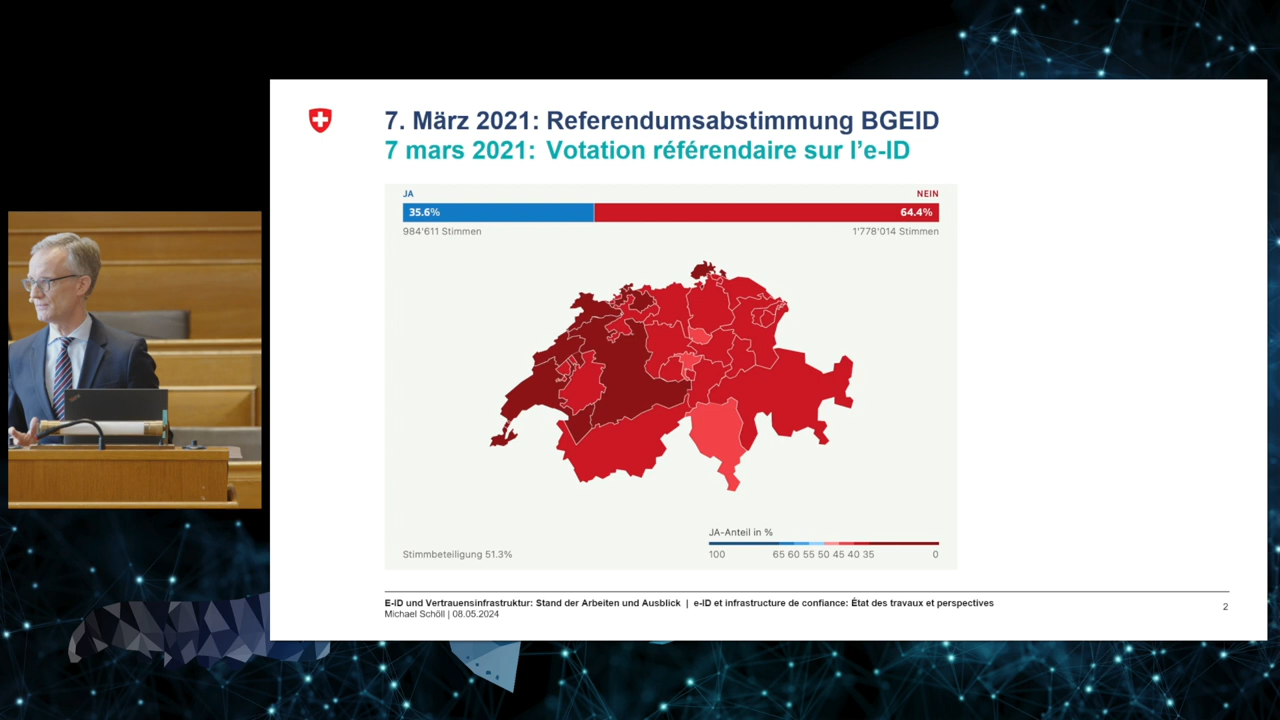 7. März 2021: Referendumsabstimmung BGEID
7 mars 2021: Votation référendaire sur l'e-ID
JA NEIN
35.6% 64.4%
984'611 Stimmen 1'778'014 Stimmen
JA-Anteil in %
100 65 60 55 50 45 40 35 0
Stimmbeteiligung 51.3%
E-ID und Vertrauensinfrastruktur: Stand der Arbeiten und Ausblick | e-ID et infrastructure de confiance: État des travaux et perspectives
Michael Schöll | 08.05.2024
2